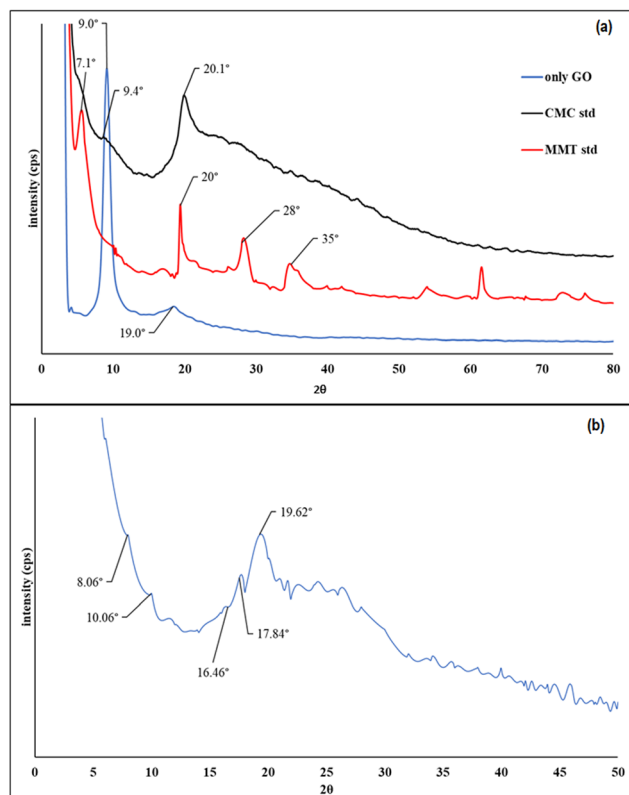 9.0°
(a)
7.1°
9.4°
20.1°
only GO
CMC std
MMT std
20°
28°
35°
19.0°
intensity (cps)
0 10 20 30 40 50 60 70 80
2θ
(b)
19.62°
8.06°
10.06°
17.84°
16.46°
intensity (cps)
0 5 10 15 20 25 30 35 40 45 50
2θ